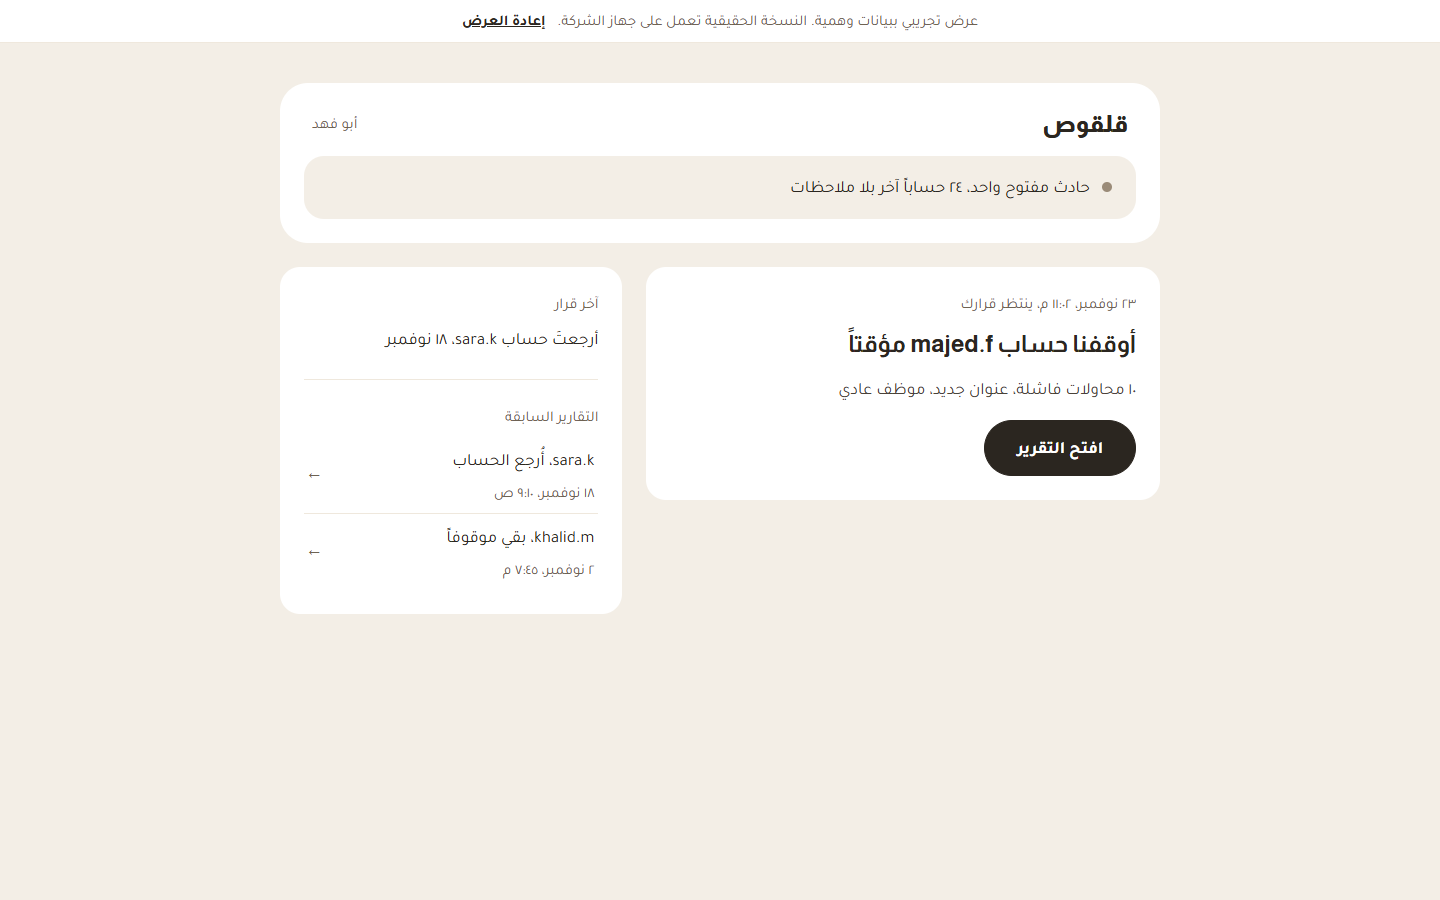 عرض تجريبي ببيانات وهمية. النسخة الحقيقية تعمل على جهاز الشركة. إعادة العرض
قلقوص
أبو فهد
حادث مفتوح واحد، ٢٤ حساباً آخر بلا ملاحظات
٢٣ نوفمبر، ١١:٠٢ م، ينتظر قرارك
أوقفنا حساب majed.f مؤقتاً
١٠ محاولات فاشلة، عنوان جديد، موظف عادي
افتح التقرير
آخر قرار
أرجعتَ حساب sara.k، ١٨ نوفمبر
التقارير السابقة
sara.k، أُرجع الحساب
←
١٨ نوفمبر، ٩:١٠ ص
khalid.m، بقي موقوفاً
←
٢ نوفمبر، ٧:٤٥ م